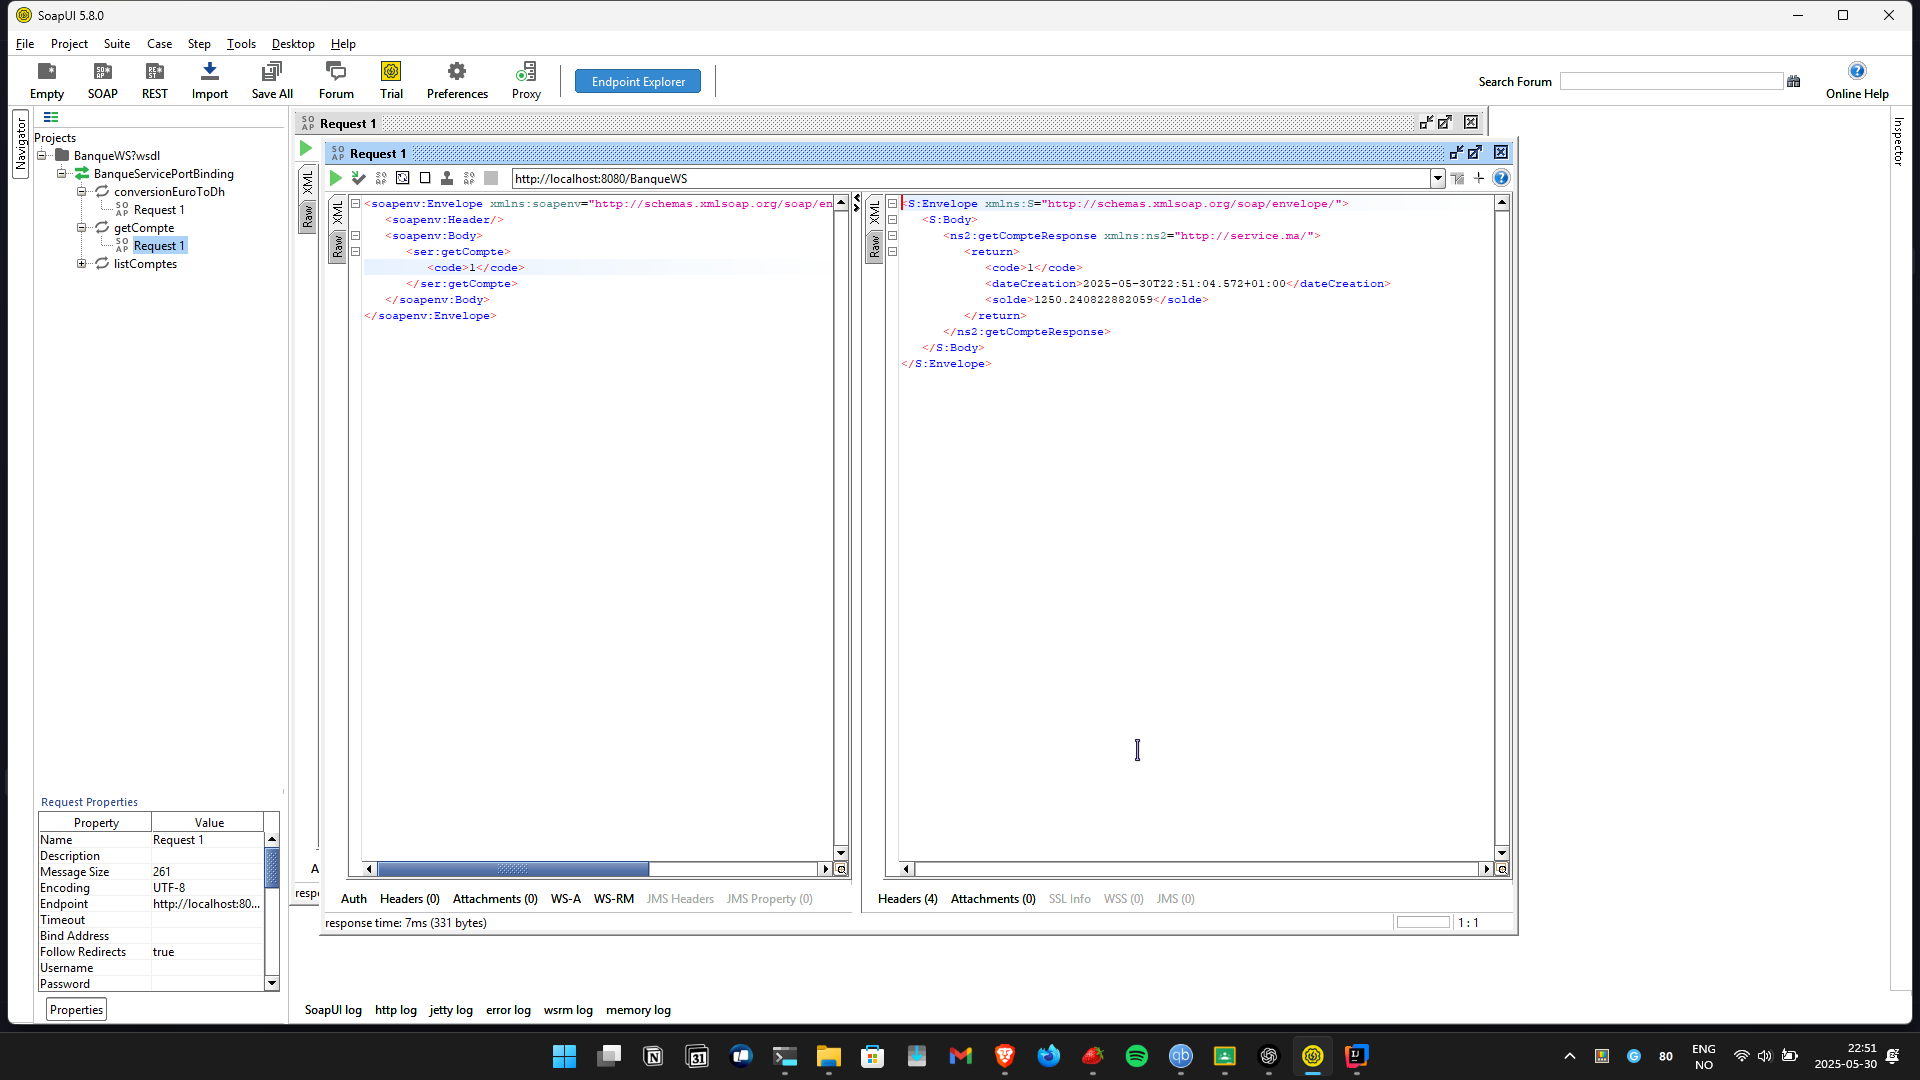 SoapUI 5.8.0
File Project Suite Case Step Tools Desktop Help
Empty SOAP REST Import Save All Forum Trial Preferences Proxy Endpoint Explorer Search Forum Online Help
Navigator
Projects
BanqueWS?wsdl
BanqueServicePortBinding
conversionEuroToDh
Request 1
getCompte
Request 1
listComptes
Request Properties
Property Value
Name Request 1
Description
Message Size 261
Encoding UTF-8
Endpoint http://localhost:80...
Timeout
Bind Address
Follow Redirects true
Username
Password
Properties
Request 1
XML
Raw
Request 1
http://localhost:8080/BanqueWS
XML
Raw
<soapenv:Envelope xmlns:soapenv="http://schemas.xmlsoap.org/soap/en
<soapenv:Header/>
<soapenv:Body>
<ser:getCompte>
<code>1</code>
</ser:getCompte>
</soapenv:Body>
</soapenv:Envelope>
XML
Raw
<S:Envelope xmlns:S="http://schemas.xmlsoap.org/soap/envelope/">
<S:Body>
<ns2:getCompteResponse xmlns:ns2="http://service.ma/">
<return>
<code>1</code>
<dateCreation>2025-05-30T22:51:04.572+01:00</dateCreation>
<solde>1250.240822882059</solde>
</return>
</ns2:getCompteResponse>
</S:Body>
</S:Envelope>
A
resp
Auth Headers (0) Attachments (0) WS-A WS-RM JMS Headers JMS Property (0)
Headers (4) Attachments (0) SSL Info WSS (0) JMS (0)
response time: 7ms (331 bytes)
1 : 1
Inspector
SoapUI log http log jetty log error log wsrm log memory log
31
qb
80
ENG
NO
22:51
2025-05-30